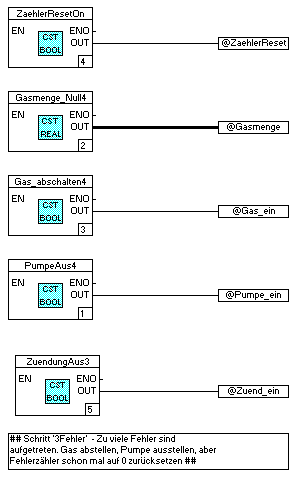 ZaehlerResetOn
EN ENO
CST
BOOL
OUT
@ZaehlerReset
4
Gasmenge_Null4
EN ENO
CST
REAL
OUT
@Gasmenge
2
Gas_abschalten4
EN ENO
CST
BOOL
OUT
@Gas_ein
3
PumpeAus4
EN ENO
CST
BOOL
OUT
@Pumpe_ein
1
ZuendungAus3
EN ENO
CST
BOOL
OUT
@Zuend_ein
5
## Schritt '3Fehler' - Zu viele Fehler sind
aufgetreten. Gas abstellen, Pumpe ausstellen, aber
Fehlerzähler schon mal auf 0 zurücksetzen ##